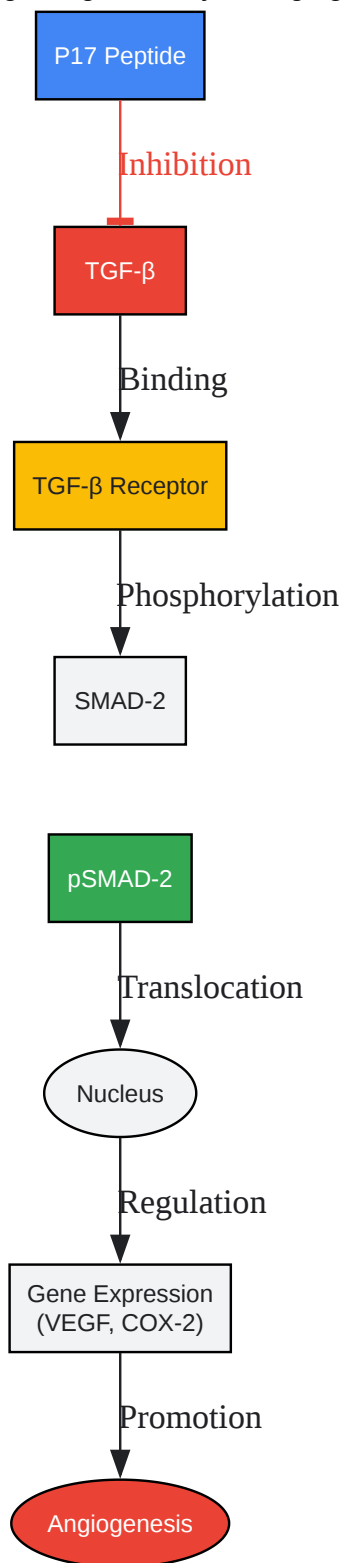 P17 Peptide
Inhibition
TGF-β
Binding
TGF-β Receptor
Phosphorylation
SMAD-2
pSMAD-2
Translocation
Nucleus
Regulation
Gene Expression
(VEGF, COX-2)
Promotion
Angiogenesis